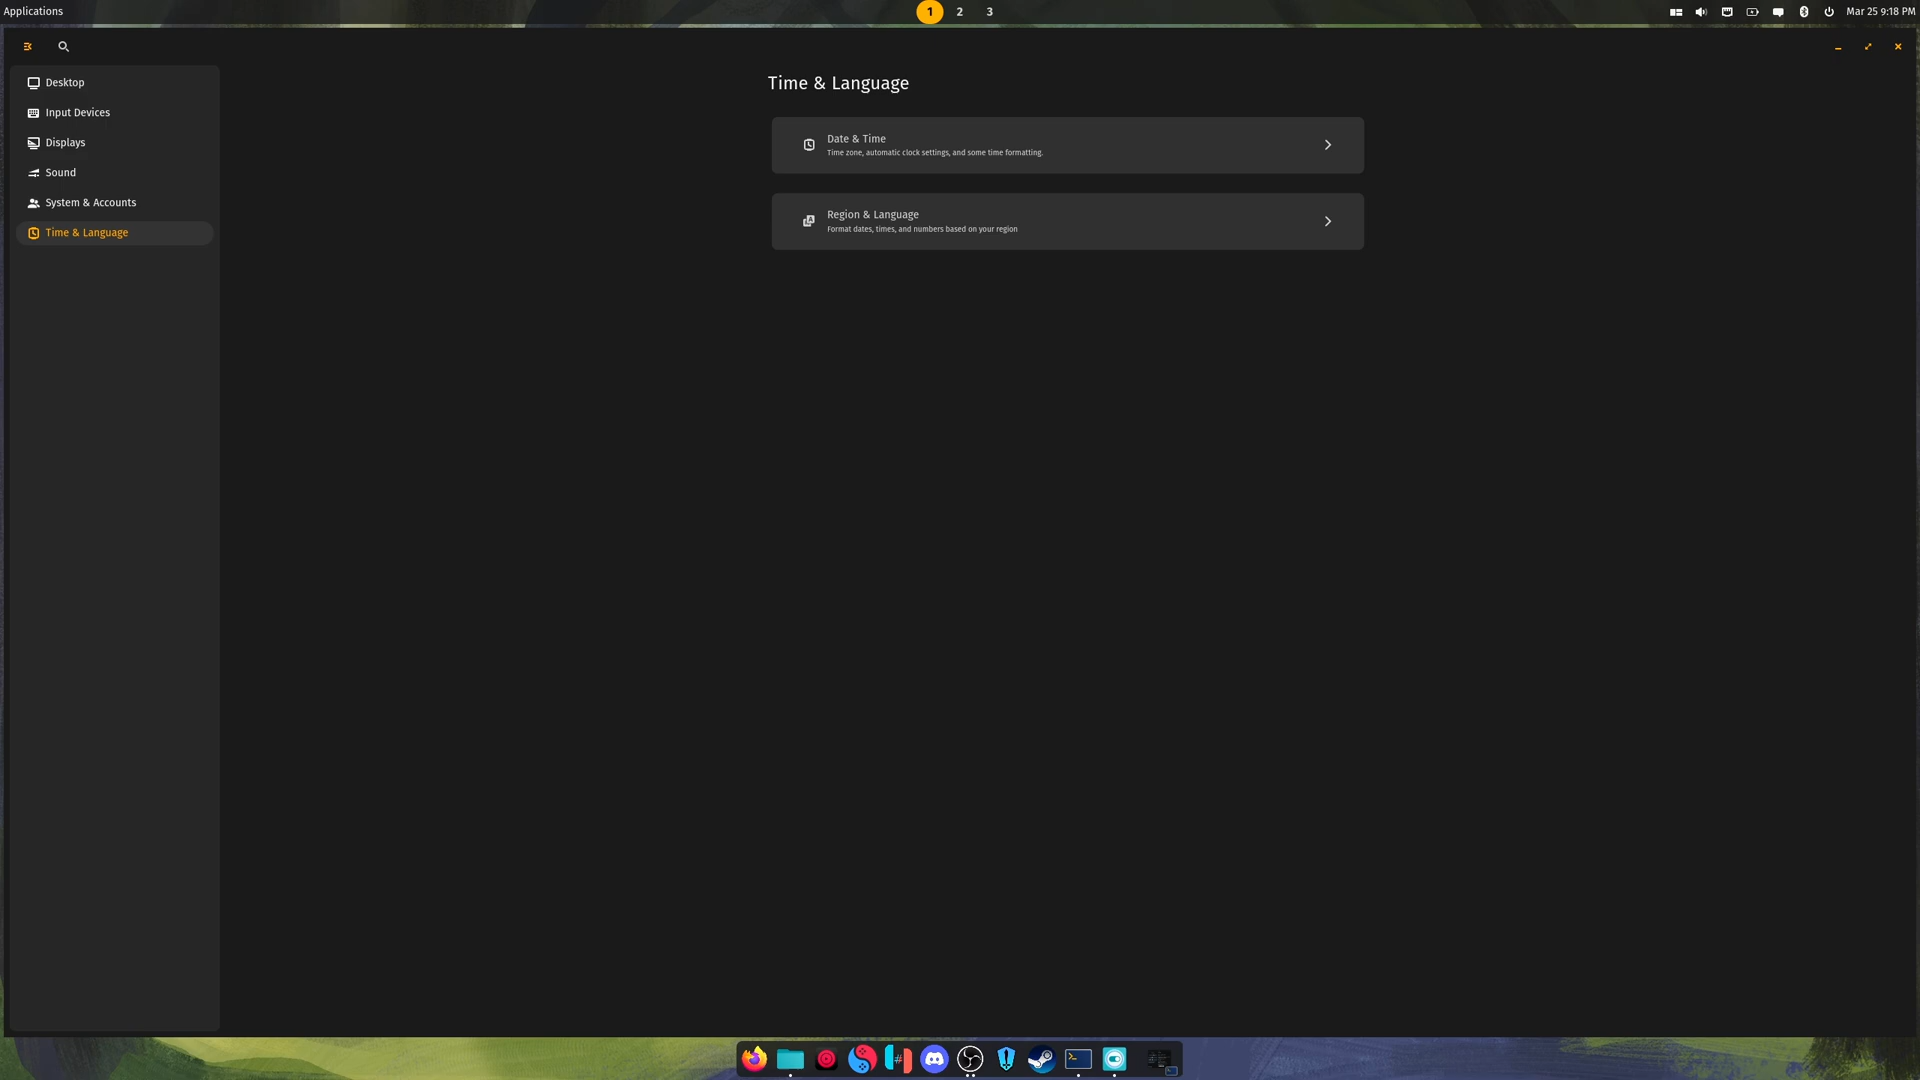 Applications
1 2 3
Mar 25 9:18 PM
Desktop
Input Devices
Displays
Sound
System & Accounts
Time & Language
Time & Language
Date & Time
Time zone, automatic clock settings, and some time formatting.
Region & Language
Format dates, times, and numbers based on your region